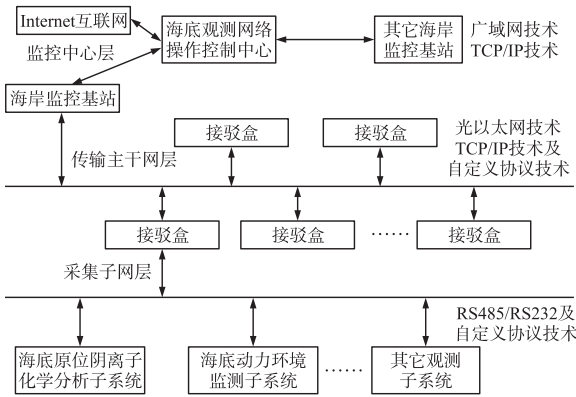 Internet互联网
海底观测网络
操作控制中心
其它海岸
监控基站
广域网技术
TCP/IP技术
监控中心层
海岸监控基站
接驳盒
接驳盒
光以太网技术
TCP/IP技术及
自定义协议技术
传输主干网层
接驳盒
接驳盒
……
接驳盒
采集子网层
RS485/RS232及
自定义协议技术
海底原位阴离子
化学分析子系统
海底动力环境
监测子系统
……
其它观测
子系统